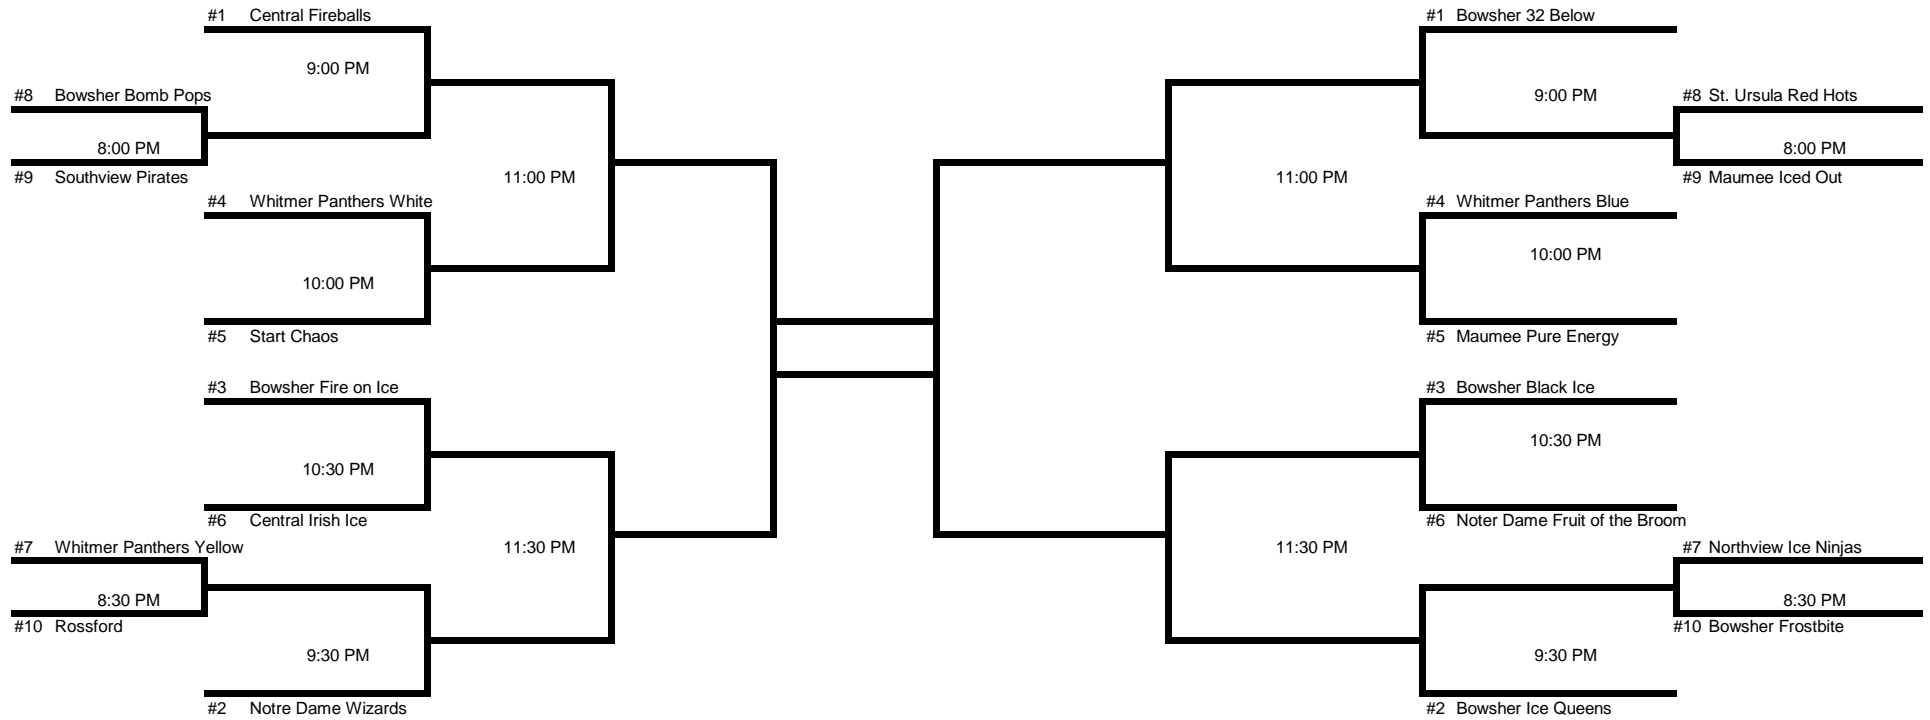 #1 Central Fireballs
#1 Bowsher 32 Below
9:00 PM
9:00 PM
#8 Bowsher Bomb Pops
#8 St. Ursula Red Hots
8:00 PM
8:00 PM
#9 Southview Pirates
11:00 PM
11:00 PM
#9 Maumee Iced Out
#4 Whitmer Panthers White
#4 Whitmer Panthers Blue
10:00 PM
10:00 PM
#5 Start Chaos
#5 Maumee Pure Energy
#3 Bowsher Fire on Ice
#3 Bowsher Black Ice
10:30 PM
10:30 PM
#6 Central Irish Ice
#6 Noter Dame Fruit of the Broom
#7 Whitmer Panthers Yellow
11:30 PM
11:30 PM
#7 Northview Ice Ninjas
8:30 PM
8:30 PM
#10 Rossford
#10 Bowsher Frostbite
9:30 PM
9:30 PM
#2 Notre Dame Wizards
#2 Bowsher Ice Queens